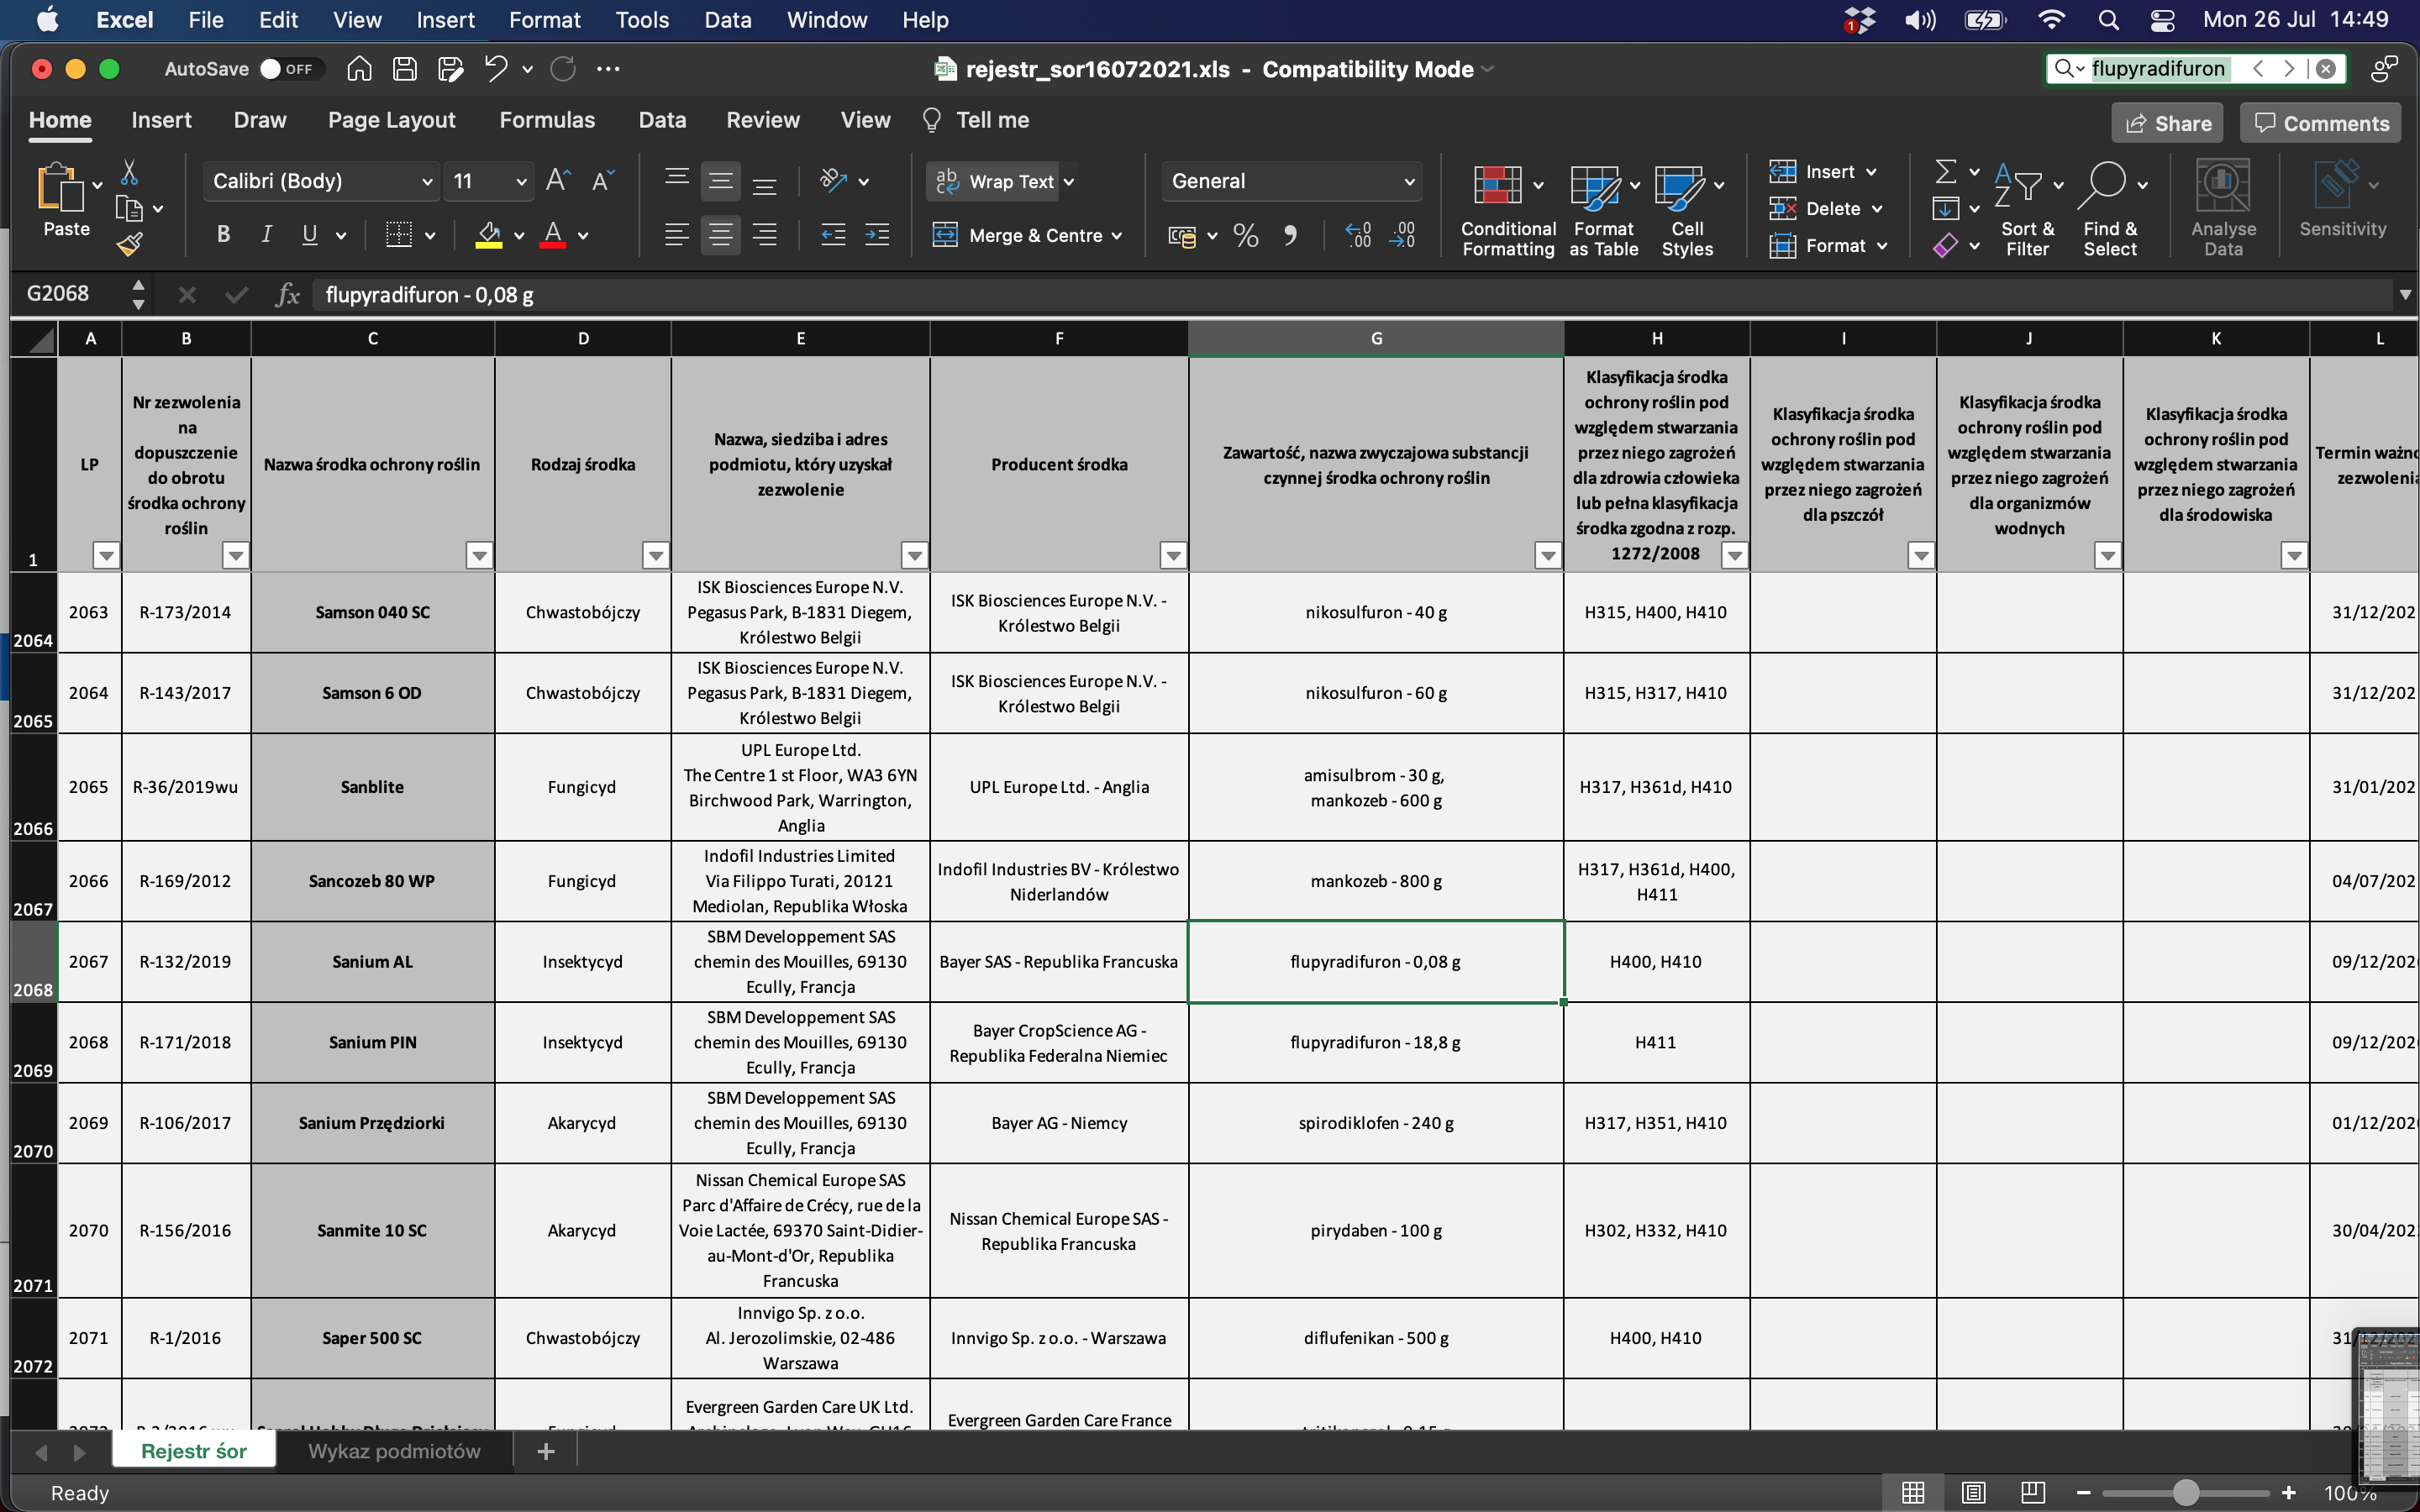 Excel File Edit View Insert Format Tools Data Window Help
1
Mon 26 Jul 14:49
AutoSave OFF
rejestr_sor16072021.xls - Compatibility Mode
flupyradifuron
Home Insert Draw Page Layout Formulas Data Review View Tell me
Share Comments
Paste
Calibri (Body) 11
Wrap Text
Merge & Centre
General
Conditional Formatting
Format as Table
Cell Styles
Insert
Delete
Format
Sort & Filter
Find & Select
Analyse Data
Sensitivity
G2068
fx flupyradifuron - 0,08 g
A B C D E F G H I J K L
1
LP
Nr zezwolenia
na
dopuszczenie
do obrotu
środka ochrony
roślin
Nazwa środka ochrony roślin
Rodzaj środka
Nazwa, siedziba i adres
podmiotu, który uzyskał
zezwolenie
Producent środka
Zawartość, nazwa zwyczajowa substancji
czynnej środka ochrony roślin
Klasyfikacja środka
ochrony roślin pod
względem stwarzania
przez niego zagrożeń
dla zdrowia człowieka
lub pełna klasyfikacja
środka zgodna z rozp.
1272/2008
Klasyfikacja środka
ochrony roślin pod
względem stwarzania
przez niego zagrożeń
dla pszczół
Klasyfikacja środka
ochrony roślin pod
względem stwarzania
przez niego zagrożeń
dla organizmów
wodnych
Klasyfikacja środka
ochrony roślin pod
względem stwarzania
przez niego zagrożeń
dla środowiska
Termin
2064
2063
R-173/2014
Samson 040 SC
Chwastobójczy
ISK Biosciences Europe N.V.
Pegasus Park, B-1831 Diegem,
Królestwo Belgii
ISK Biosciences Europe N.V. -
Królestwo Belgii
nikosulfuron - 40 g
H315, H400, H410
31/12/202
2065
2064
R-143/2017
Samson 6 OD
Chwastobójczy
ISK Biosciences Europe N.V.
Pegasus Park, B-1831 Diegem,
Królestwo Belgii
ISK Biosciences Europe N.V. -
Królestwo Belgii
nikosulfuron - 60 g
H315, H317, H410
31/12/202
2066
2065
R-36/2019wu
Sanblite
Fungicyd
UPL Europe Ltd.
The Centre 1 st Floor, WA3 6YN
Birchwood Park, Warrington,
Anglia
UPL Europe Ltd. - Anglia
amisulbrom - 30 g,
mankozeb - 600 g
H317, H361d, H410
31/01/202
2067
2066
R-169/2012
Sancozeb 80 WP
Fungicyd
Indofil Industries Limited
Via Filippo Turati, 20121
Mediolan, Republika Włoska
Indofil Industries BV - Królestwo
Niderlandów
mankozeb - 800 g
H317, H361d, H400,
H411
04/07/202
2068
2067
R-132/2019
Sanium AL
Insektycyd
SBM Developpement SAS
chemin des Mouilles, 69130
Ecully, Francja
Bayer SAS - Republika Francuska
flupyradifuron - 0,08 g
H400, H410
09/12/202
2069
2068
R-171/2018
Sanium PIN
Insektycyd
SBM Developpement SAS
chemin des Mouilles, 69130
Ecully, Francja
Bayer CropScience AG -
Republika Federalna Niemiec
flupyradifuron - 18,8 g
H411
09/12/202
2070
2069
R-106/2017
Sanium Przędziorki
Akarycyd
SBM Developpement SAS
chemin des Mouilles, 69130
Ecully, Francja
Bayer AG - Niemcy
spirodiklofen - 240 g
H317, H351, H410
01/12/202
2071
2070
R-156/2016
Sanmite 10 SC
Akarycyd
Nissan Chemical Europe SAS
Parc d'Affaire de Crécy, rue de la
Voie Lactée, 69370 Saint-Didier-
au-Mont-d'Or, Republika
Francuska
Nissan Chemical Europe SAS -
Republika Francuska
pirydaben - 100 g
H302, H332, H410
30/04/202
2072
2071
R-1/2016
Saper 500 SC
Chwastobójczy
Innvigo Sp. z o.o.
Al. Jerozolimskie, 02-486
Warszawa
Innvigo Sp. z o.o. - Warszawa
diflufenikan - 500 g
H400, H410
Evergreen Garden Care UK Ltd.
Evergreen Garden Care France
Rejestr śor Wykaz podmiotów +
Ready
100%